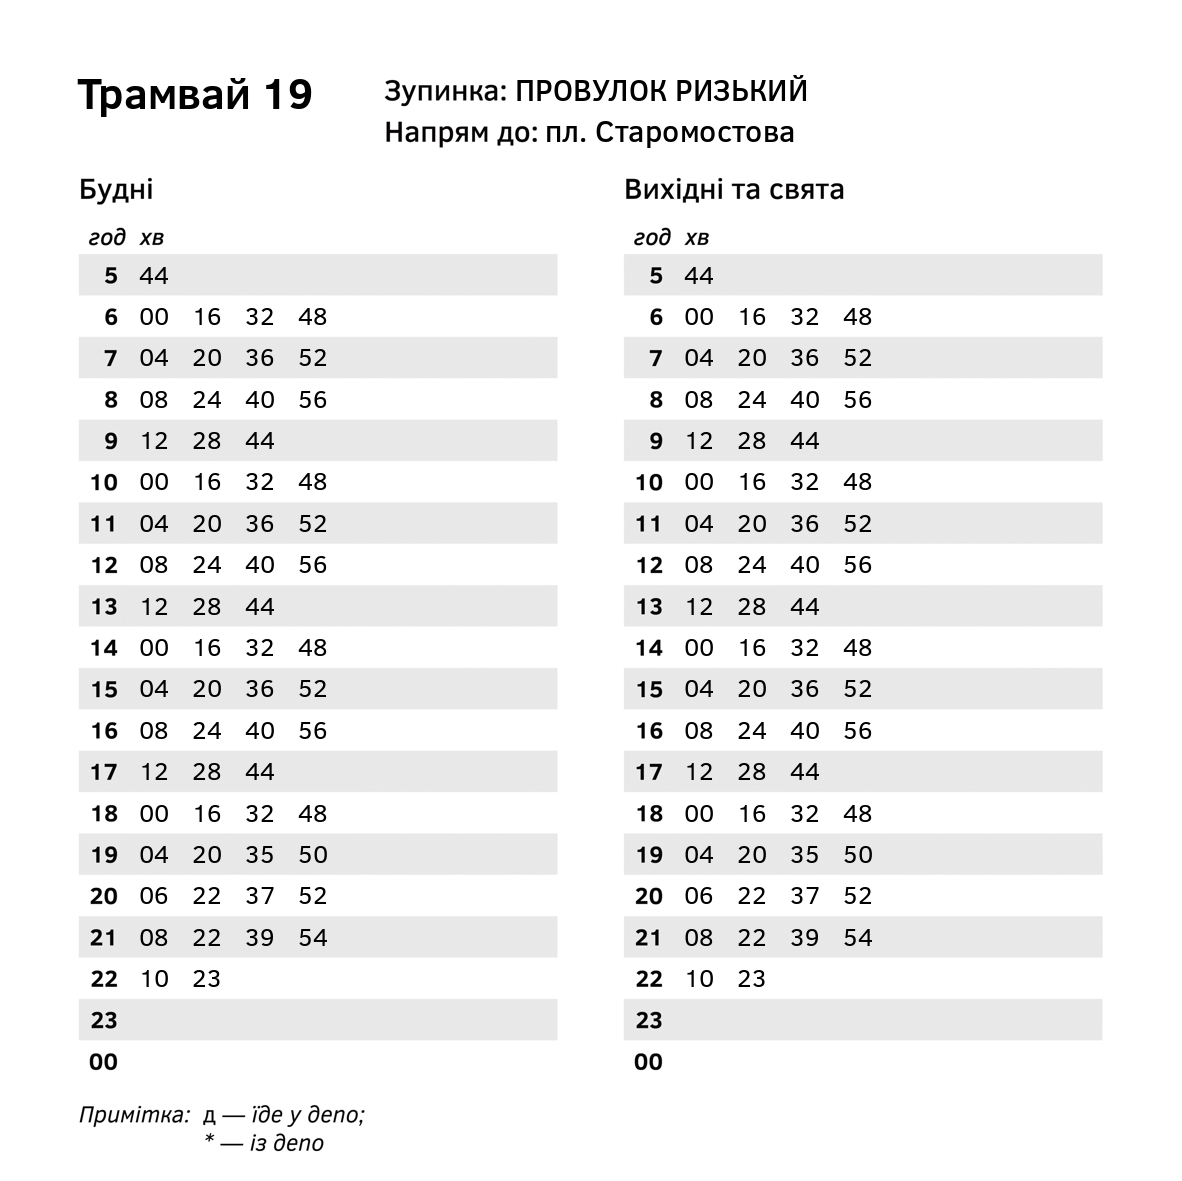 Трамвай 19
Зупинка: ПРОВУЛОК РИЗЬКИЙ
Напрям до: пл. Старомостова
Будні
год хв
5 44
6 00 16 32 48
7 04 20 36 52
8 08 24 40 56
9 12 28 44
10 00 16 32 48
11 04 20 36 52
12 08 24 40 56
13 12 28 44
14 00 16 32 48
15 04 20 36 52
16 08 24 40 56
17 12 28 44
18 00 16 32 48
19 04 20 35 50
20 06 22 37 52
21 08 22 39 54
22 10 23
23
00
Вихідні та свята
год хв
5 44
6 00 16 32 48
7 04 20 36 52
8 08 24 40 56
9 12 28 44
10 00 16 32 48
11 04 20 36 52
12 08 24 40 56
13 12 28 44
14 00 16 32 48
15 04 20 36 52
16 08 24 40 56
17 12 28 44
18 00 16 32 48
19 04 20 35 50
20 06 22 37 52
21 08 22 39 54
22 10 23
23
00
Примітка: д — їде у депо;
* — із депо